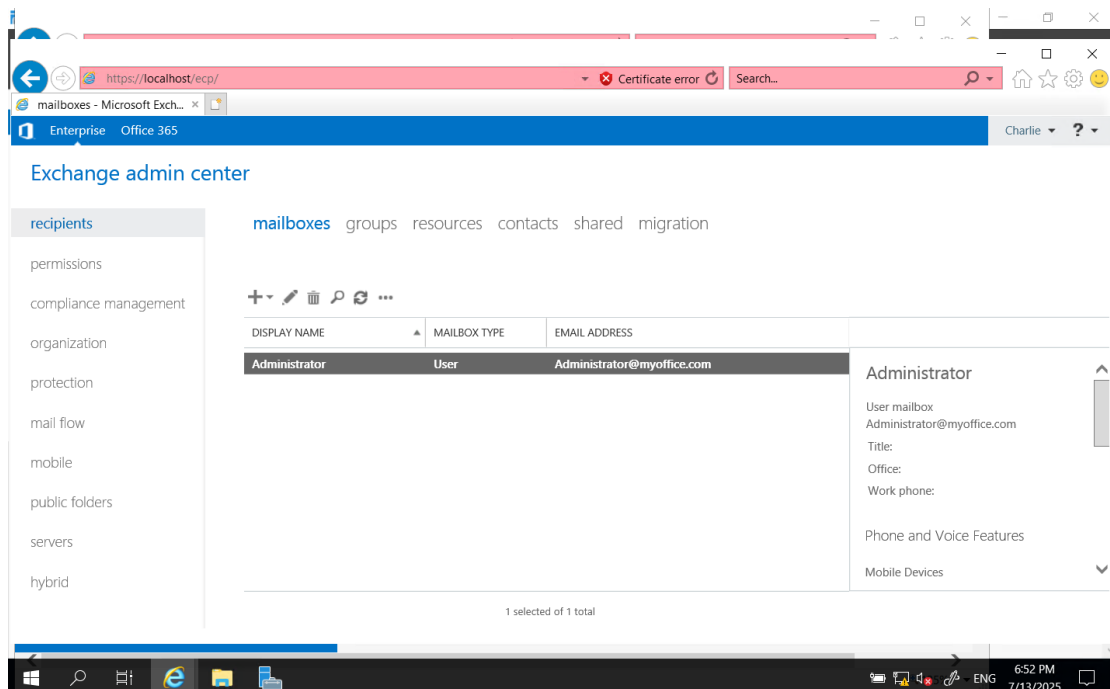 https://localhost/ecp/
Certificate error
Search...
mailboxes - Microsoft Exch...
Enterprise Office 365
Charlie
?
Exchange admin center
recipients
permissions
compliance management
organization
protection
mail flow
mobile
public folders
servers
hybrid
mailboxes groups resources contacts shared migration
DISPLAY NAME MAILBOX TYPE EMAIL ADDRESS
Administrator User Administrator@myoffice.com
Administrator
User mailbox
Administrator@myoffice.com
Title:
Office:
Work phone:
Phone and Voice Features
Mobile Devices
1 selected of 1 total
ENG
6:52 PM
7/13/2025